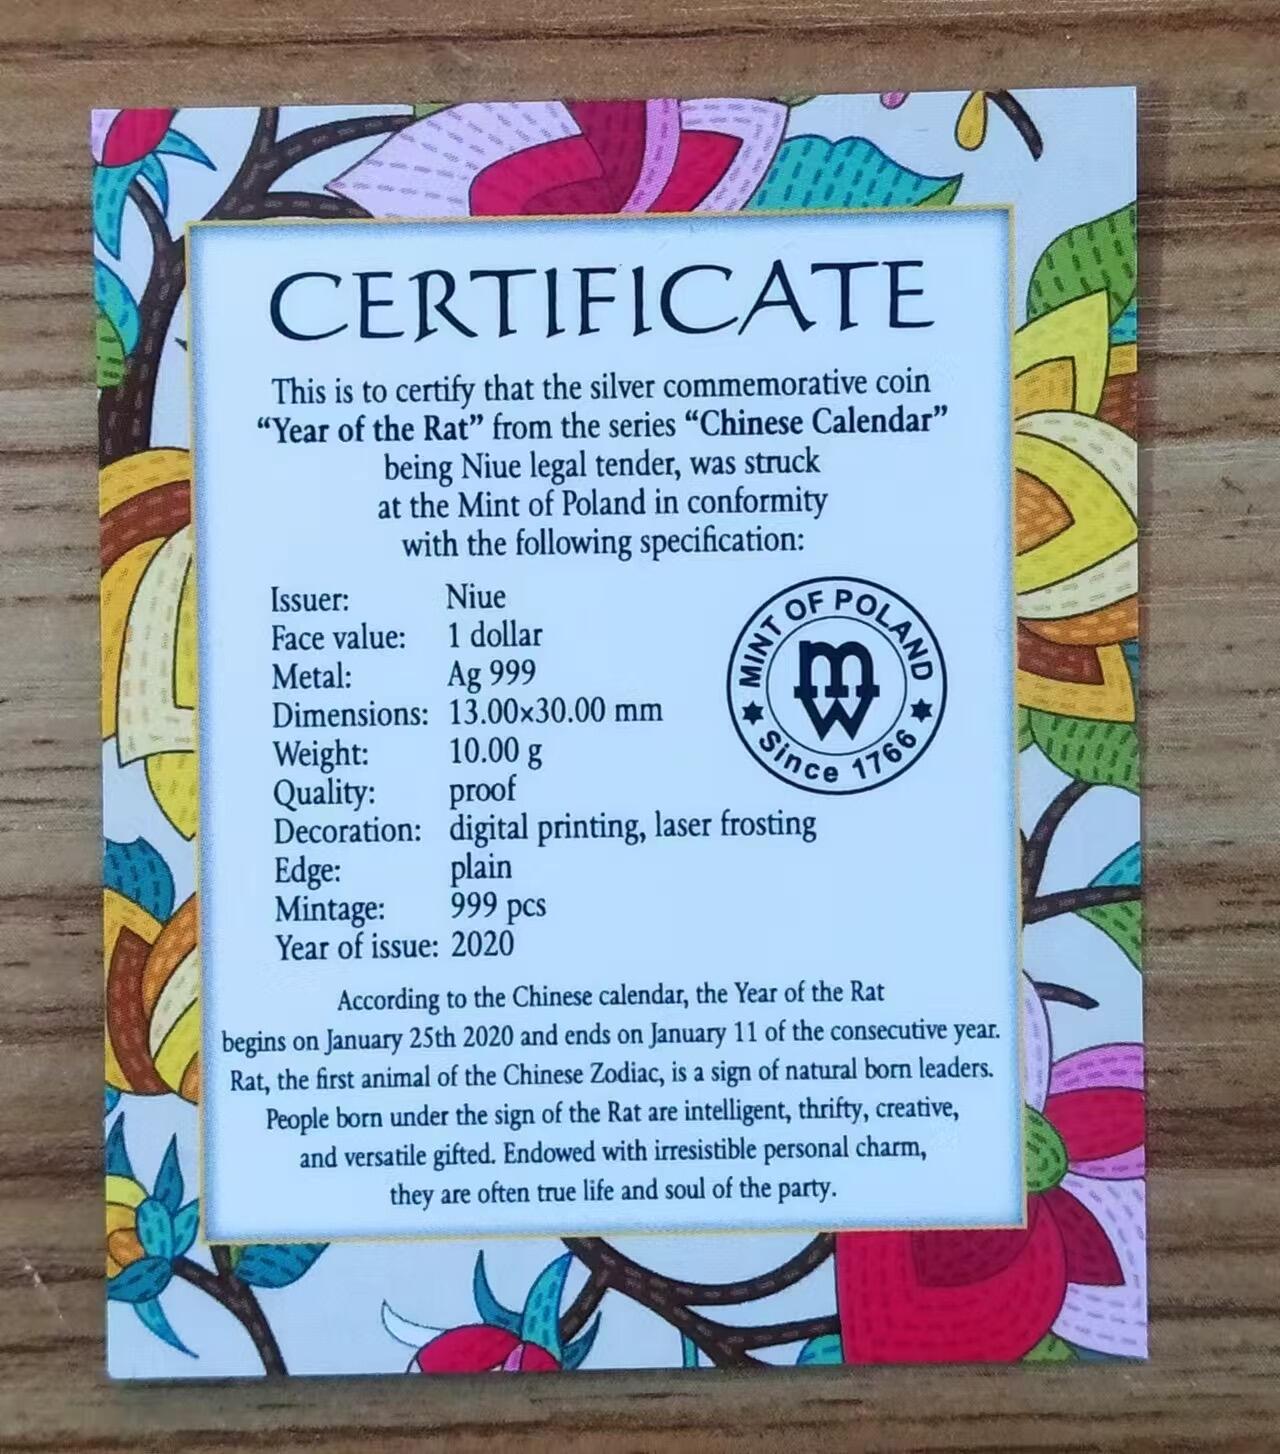 CERTIFICATE
This is to certify that the silver commemorative coin
“Year of the Rat” from the series “Chinese Calendar”
being Niue legal tender, was struck
at the Mint of Poland in conformity
with the following specification:
Issuer: Niue
Face value: 1 dollar
Metal: Ag 999
Dimensions: 13.00×30.00 mm
Weight: 10.00 g
Quality: proof
Decoration: digital printing, laser frosting
Edge: plain
Mintage: 999 pcs
Year of issue: 2020
MINT OF POLAND
mw
Since 1766
According to the Chinese calendar, the Year of the Rat
begins on January 25th 2020 and ends on January 11 of the consecutive year.
Rat, the first animal of the Chinese Zodiac, is a sign of natural born leaders.
People born under the sign of the Rat are intelligent, thrifty, creative,
and versatile gifted. Endowed with irresistible personal charm,
they are often true life and soul of the party.